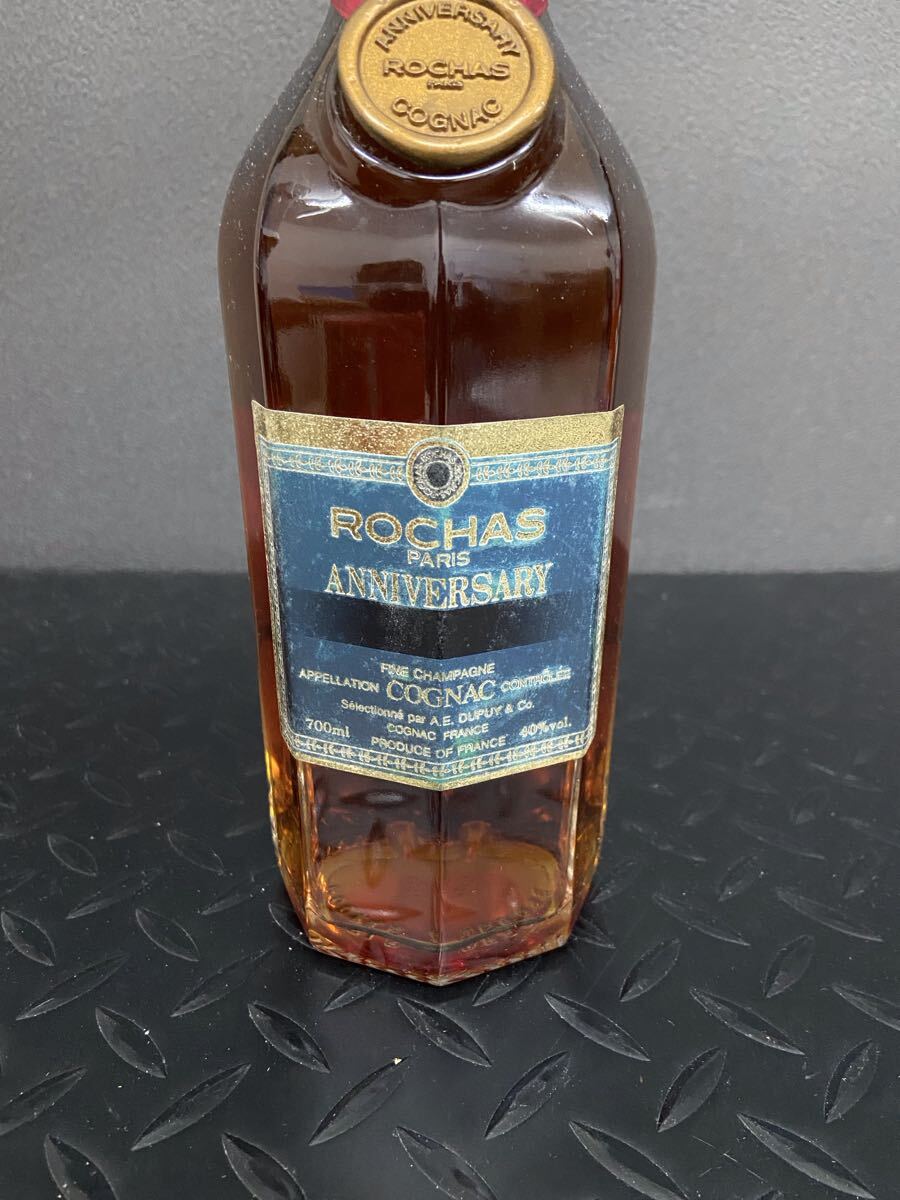 ANNIVERSARY
ROCHAS
PARIS
COGNAC
ROCHAS
PARIS
ANNIVERSARY
FINE CHAMPAGNE
APPELLATION COGNAC CONTRÔLÉE
Sélectionné par A.E. DUPUY & Co.
700ml COGNAC FRANCE 40%vol.
PRODUCE OF FRANCE